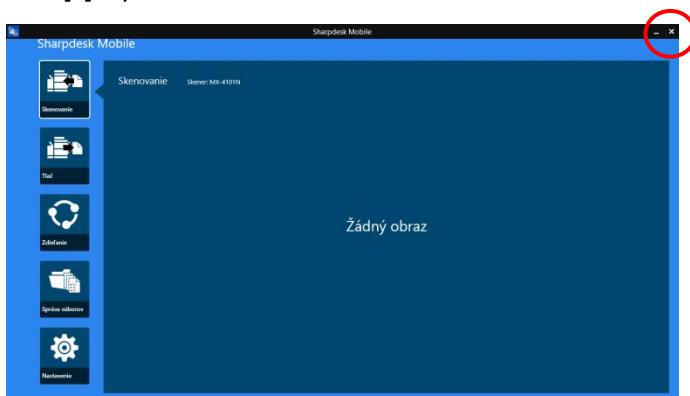 Sharpdesk Mobile
Sharpdesk Mobile
Skenovanie
Skener: MX-4101N
Skenovanie
Tlač
Žádný obraz
Zdieľanie
Správa súborov
Nastavenie